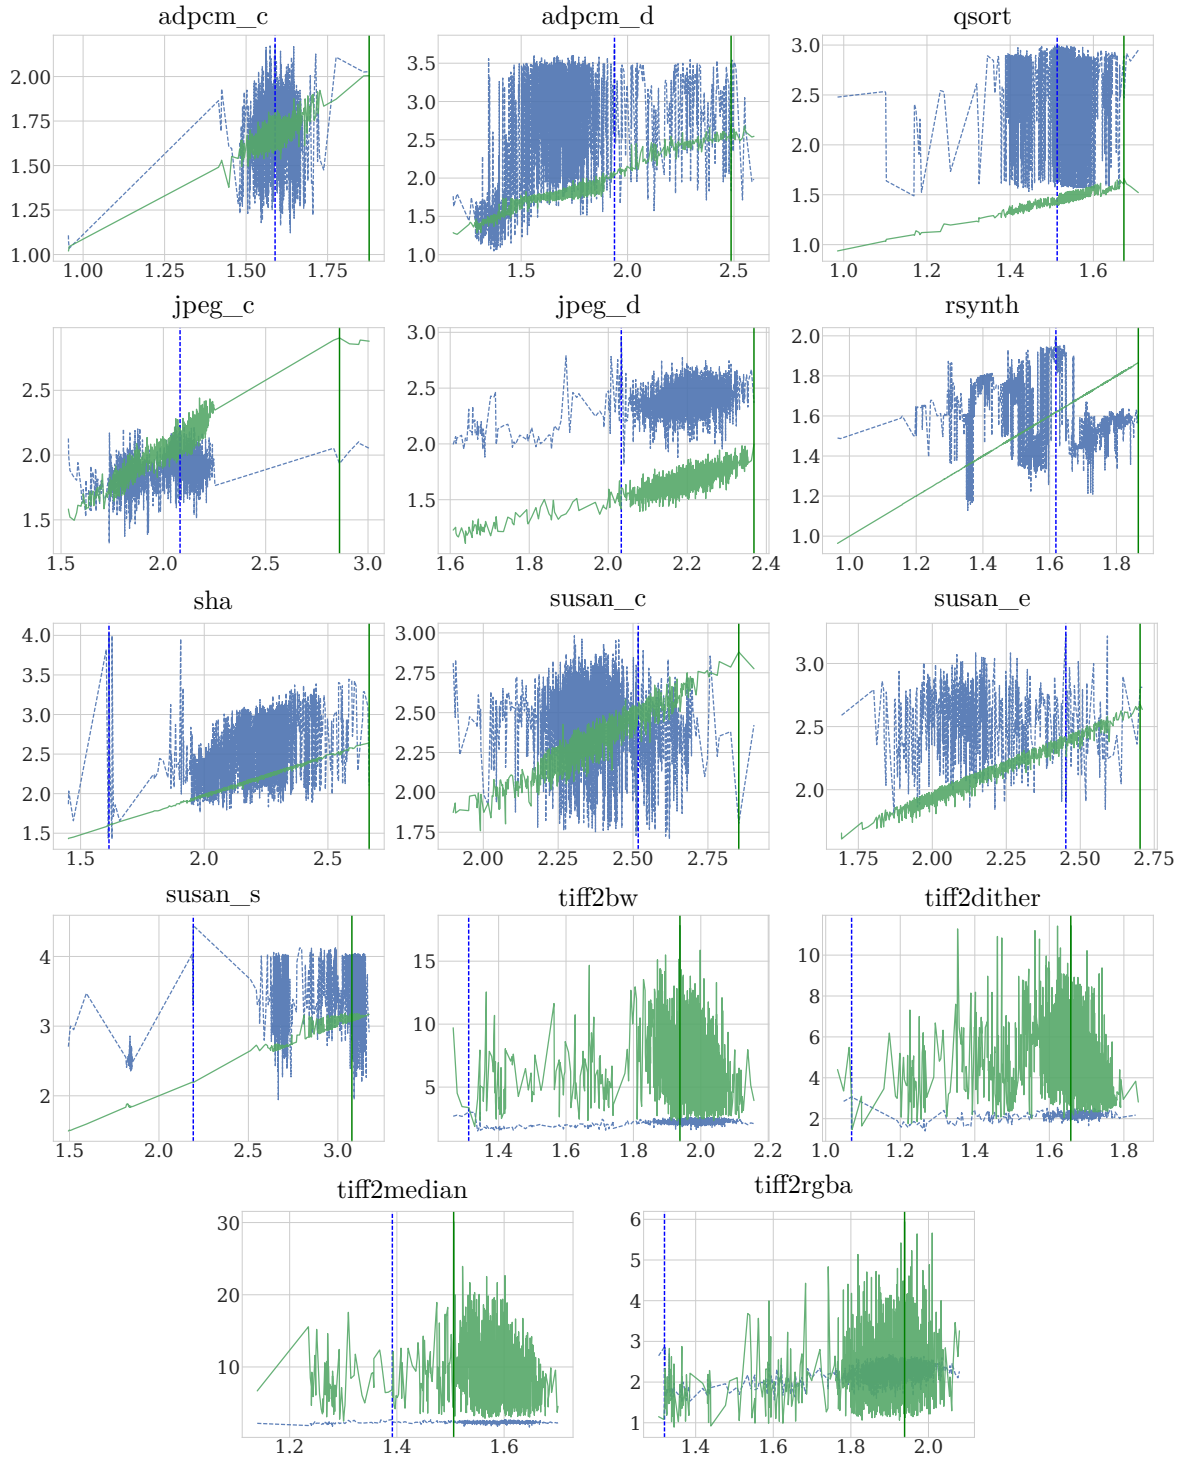 adpcm_c adpcm_d qsort
2.00 3.5 3.0
1.75 3.0 2.5
1.50 2.5 2.0
1.25 2.0 1.5
1.00 1.5 1.0
1.0
1.00 1.25 1.50 1.75 1.5 2.0 2.5 1.0 1.2 1.4 1.6
jpeg_c jpeg_d rsynth
2.5 3.0 2.0
2.0 2.5 1.8
1.5 2.0 1.6
1.5 1.4
1.2
1.0
1.5 2.0 2.5 3.0 1.6 1.8 2.0 2.2 2.4 1.0 1.2 1.4 1.6 1.8
sha susan_c susan_e
4.0 3.00 3.0
3.5 2.75 2.0
3.0 2.50
2.5 2.25
2.0 2.00
1.5 1.75
1.5 2.0 2.5 2.00 2.25 2.50 2.75 1.75 2.00 2.25 2.50 2.75
susan_s tiff2bw tiff2dither
4 15 10
3 10 8
2 5 6
4
2
1.5 2.0 2.5 3.0 1.4 1.6 1.8 2.0 2.2 1.0 1.2 1.4 1.6 1.8
tiff2median tiff2rgba
30 6
20 5
10 4
3
2
1
1.2 1.4 1.6 1.4 1.6 1.8 2.0